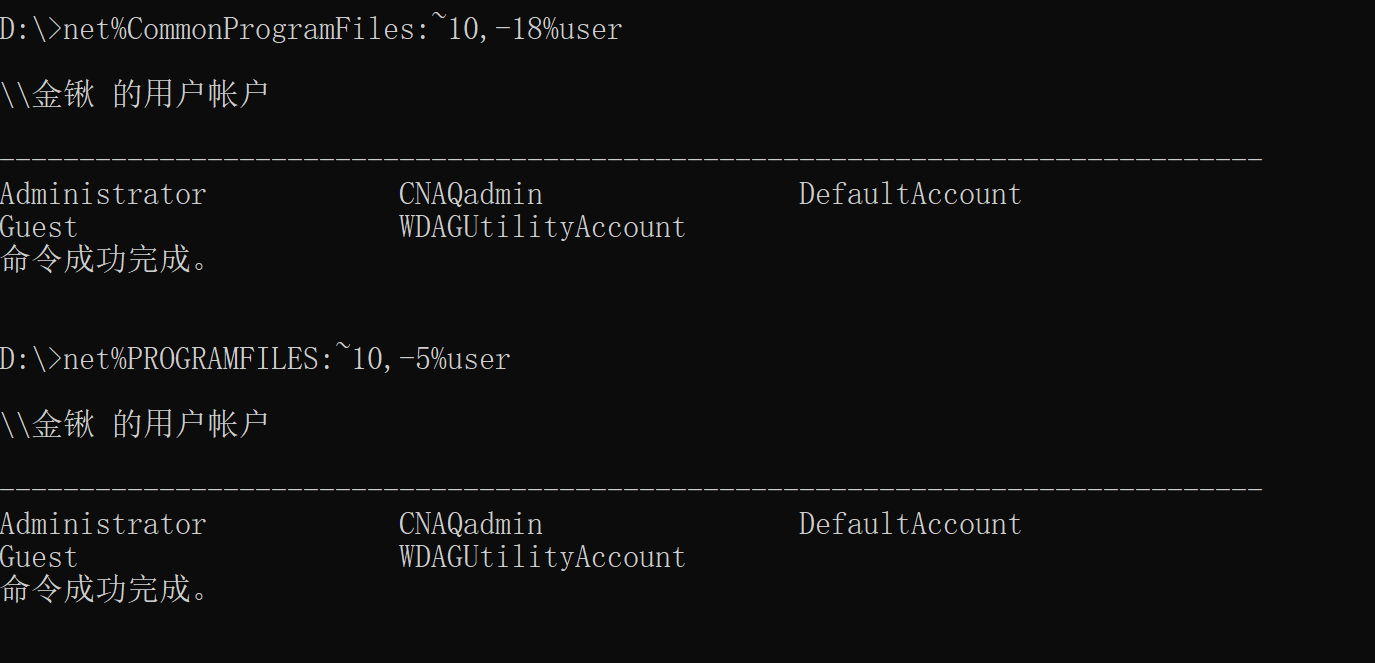 D:\>net%CommonProgramFiles:~10,-18%user
\\金锹 的用户帐户
-------------------------------------------------------------------------------
Administrator            CNAQadmin                DefaultAccount
Guest                    WDAGUtilityAccount
命令成功完成。
D:\>net%PROGRAMFILES:~10,-5%user
\\金锹 的用户帐户
-------------------------------------------------------------------------------
Administrator            CNAQadmin                DefaultAccount
Guest                    WDAGUtilityAccount
命令成功完成。